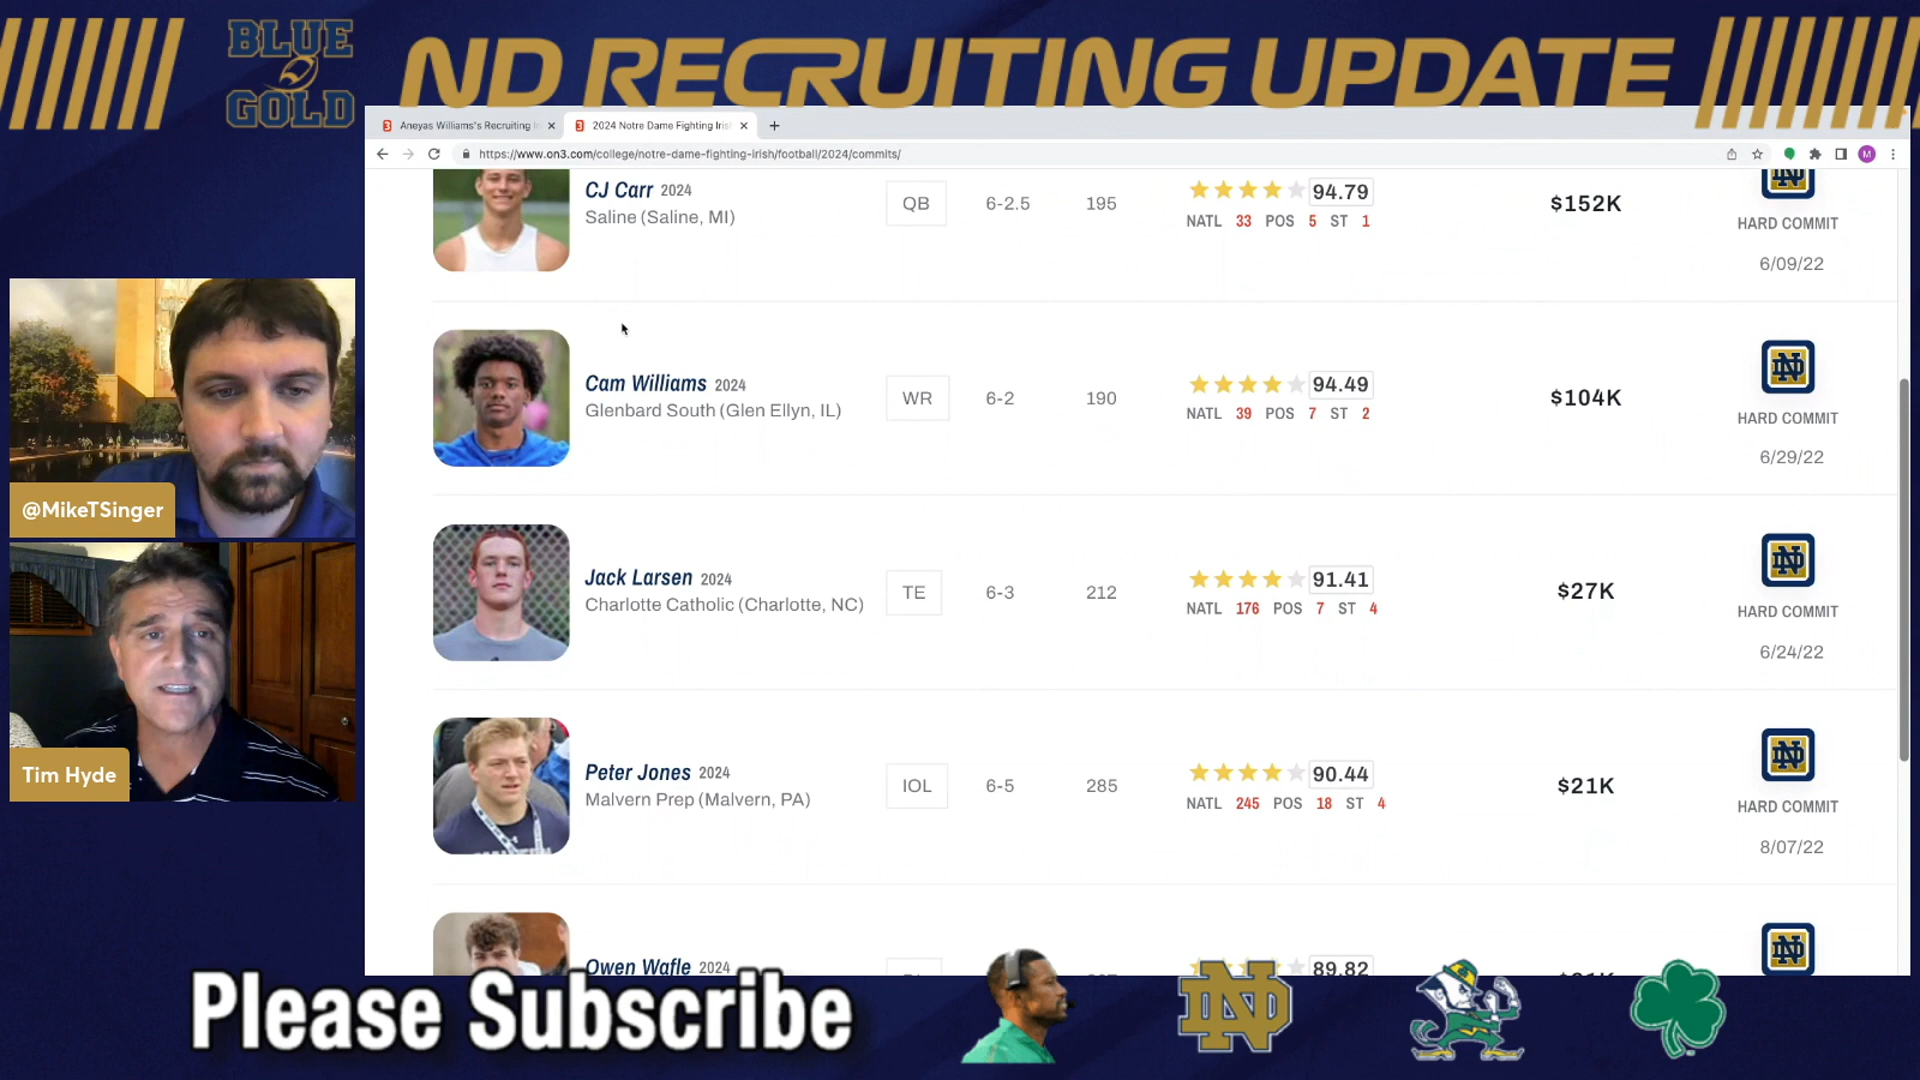 BLUE
GOLD
ND RECRUITING UPDATE
Aneyas Williams's Recruiting
2024 Notre Dame Fighting Iris
https://www.on3.com/college/notre-dame-fighting-irish/football/2024/commits/
M
CJ Carr 2024
Saline (Saline, MI)
QB 6-2.5 195
94.79
NATL 33 POS 5 ST 1
$152K
ND
HARD COMMIT
6/09/22
Cam Williams 2024
Glenbard South (Glen Ellyn, IL)
WR 6-2 190
94.49
NATL 39 POS 7 ST 2
$104K
ND
HARD COMMIT
6/29/22
Jack Larsen 2024
Charlotte Catholic (Charlotte, NC)
TE 6-3 212
91.41
NATL 176 POS 7 ST 4
$27K
ND
HARD COMMIT
6/24/22
Peter Jones 2024
Malvern Prep (Malvern, PA)
IOL 6-5 285
90.44
NATL 245 POS 18 ST 4
$21K
ND
HARD COMMIT
8/07/22
Owen Wafle 2024
89.82
ND
@MikeTSinger
Tim Hyde
Please Subscribe
ND